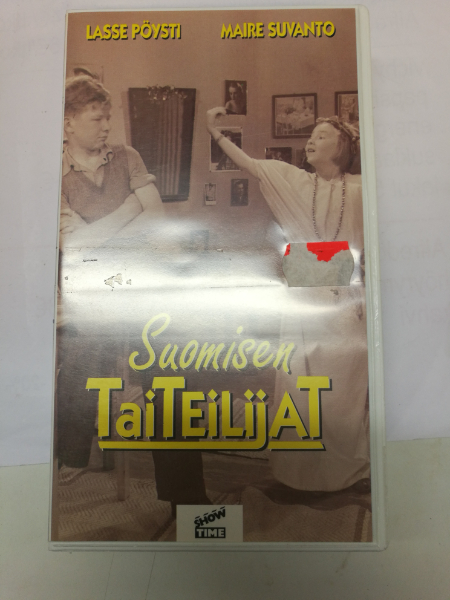 LASSE PÖYSTI MAIRE SUVANTO
Suomisen
TaiTEiLijAT
SHOW
TIME